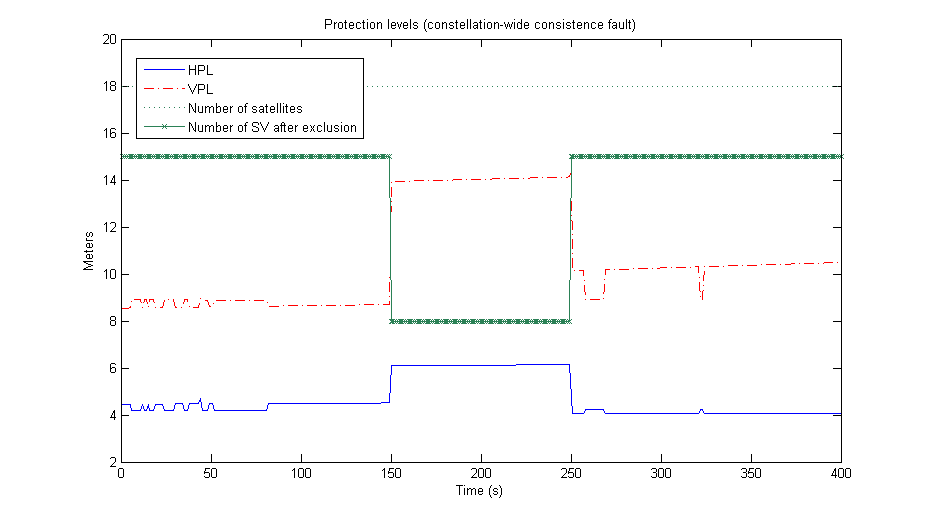 Protection levels (constellation-wide consistence fault)
20
18
16
14
12
10
8
6
4
2
Meters
HPL
VPL
Number of satellites
Number of SV after exclusion
0 50 100 150 200 250 300 350 400
Time (s)